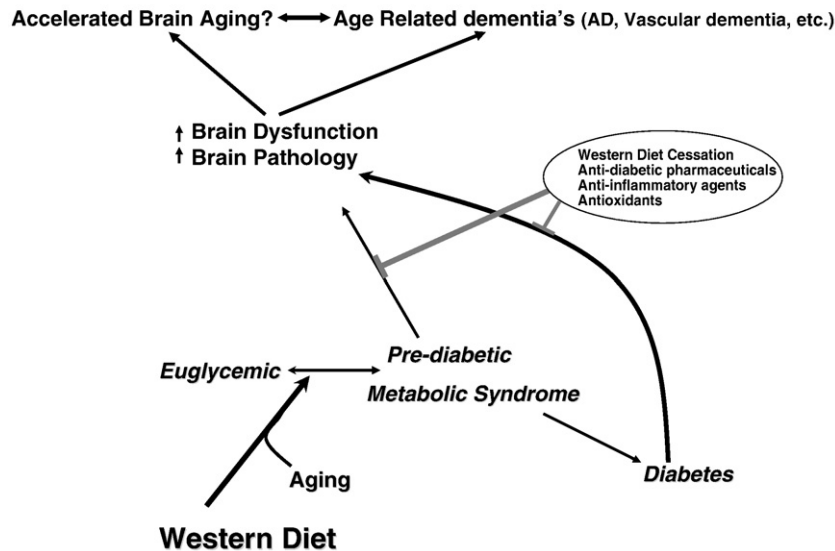 Accelerated Brain Aging? Age Related dementia's (AD, Vascular dementia, etc.)
Brain Dysfunction
Brain Pathology
Western Diet Cessation
Anti-diabetic pharmaceuticals
Anti-inflammatory agents
Antioxidants
Pre-diabetic
Euglycemic
Metabolic Syndrome
Diabetes
Aging
Western Diet